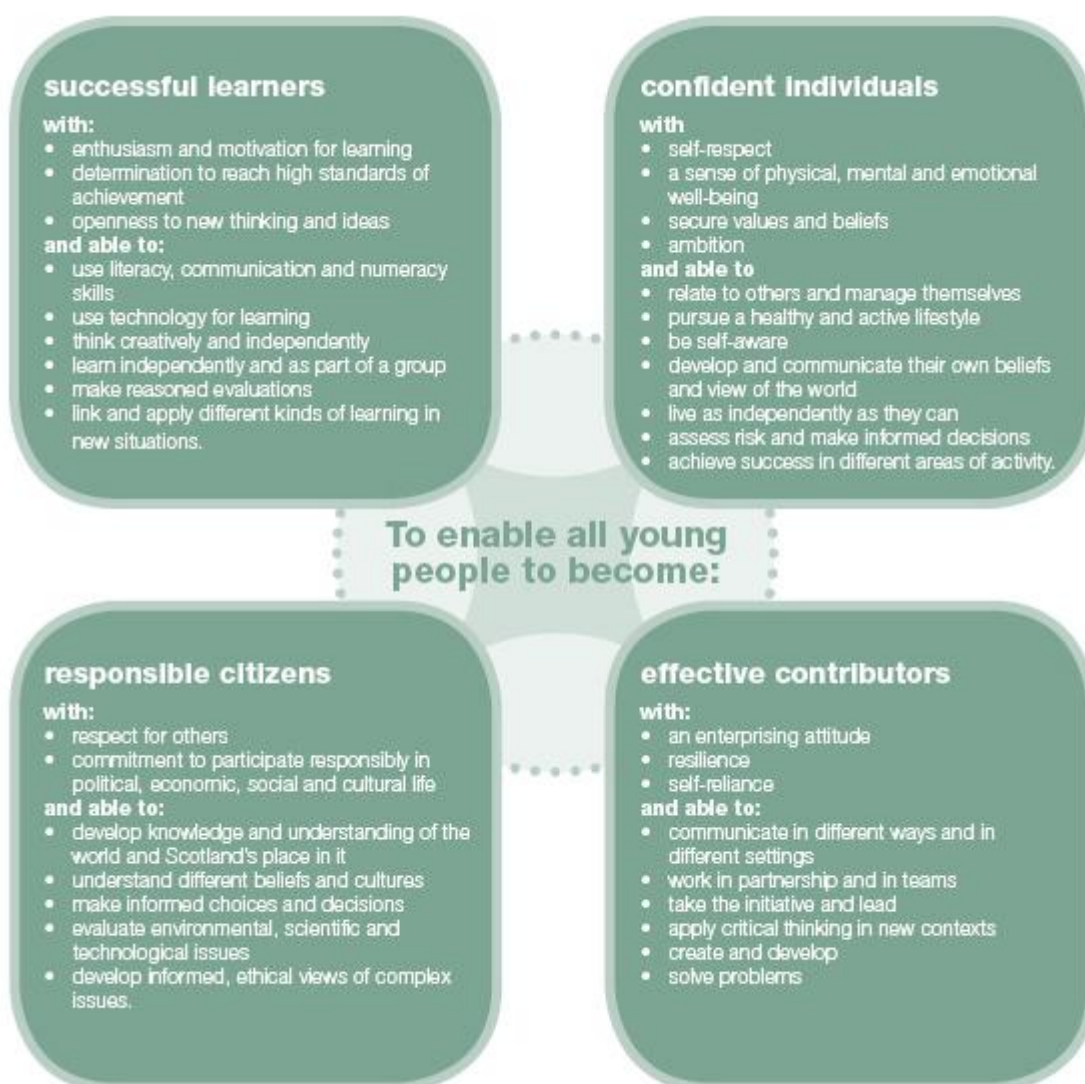 successful learners
with:
• enthusiasm and motivation for learning
• determination to reach high standards of
achievement
• openness to new thinking and ideas
and able to:
• use literacy, communication and numeracy
skills
• use technology for learning
• think creatively and independently
• learn independently and as part of a group
• make reasoned evaluations
• link and apply different kinds of learning in
new situations.
confident individuals
with
• self-respect
• a sense of physical, mental and emotional
well-being
• secure values and beliefs
• ambition
and able to
• relate to others and manage themselves
• pursue a healthy and active lifestyle
• be self-aware
• develop and communicate their own beliefs
and view of the world
• live as independently as they can
• assess risk and make informed decisions
• achieve success in different areas of activity.
To enable all young
people to become:
responsible citizens
with:
• respect for others
• commitment to participate responsibly in
political, economic, social and cultural life
and able to:
• develop knowledge and understanding of the
world and Scotland's place in it
• understand different beliefs and cultures
• make informed choices and decisions
• evaluate environmental, scientific and
technological issues
• develop informed, ethical views of complex
issues.
effective contributors
with:
• an enterprising attitude
• resilience
• self-reliance
and able to:
• communicate in different ways and in
different settings
• work in partnership and in teams
• take the initiative and lead
• apply critical thinking in new contexts
• create and develop
• solve problems